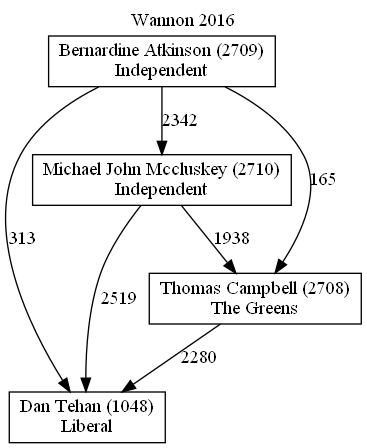 Wannon 2016
Bernardine Atkinson (2709)
Independent
2342
Michael John Mccluskey (2710)
Independent
165
313
1938
Thomas Campbell (2708)
The Greens
2519
2280
Dan Tehan (1048)
Liberal